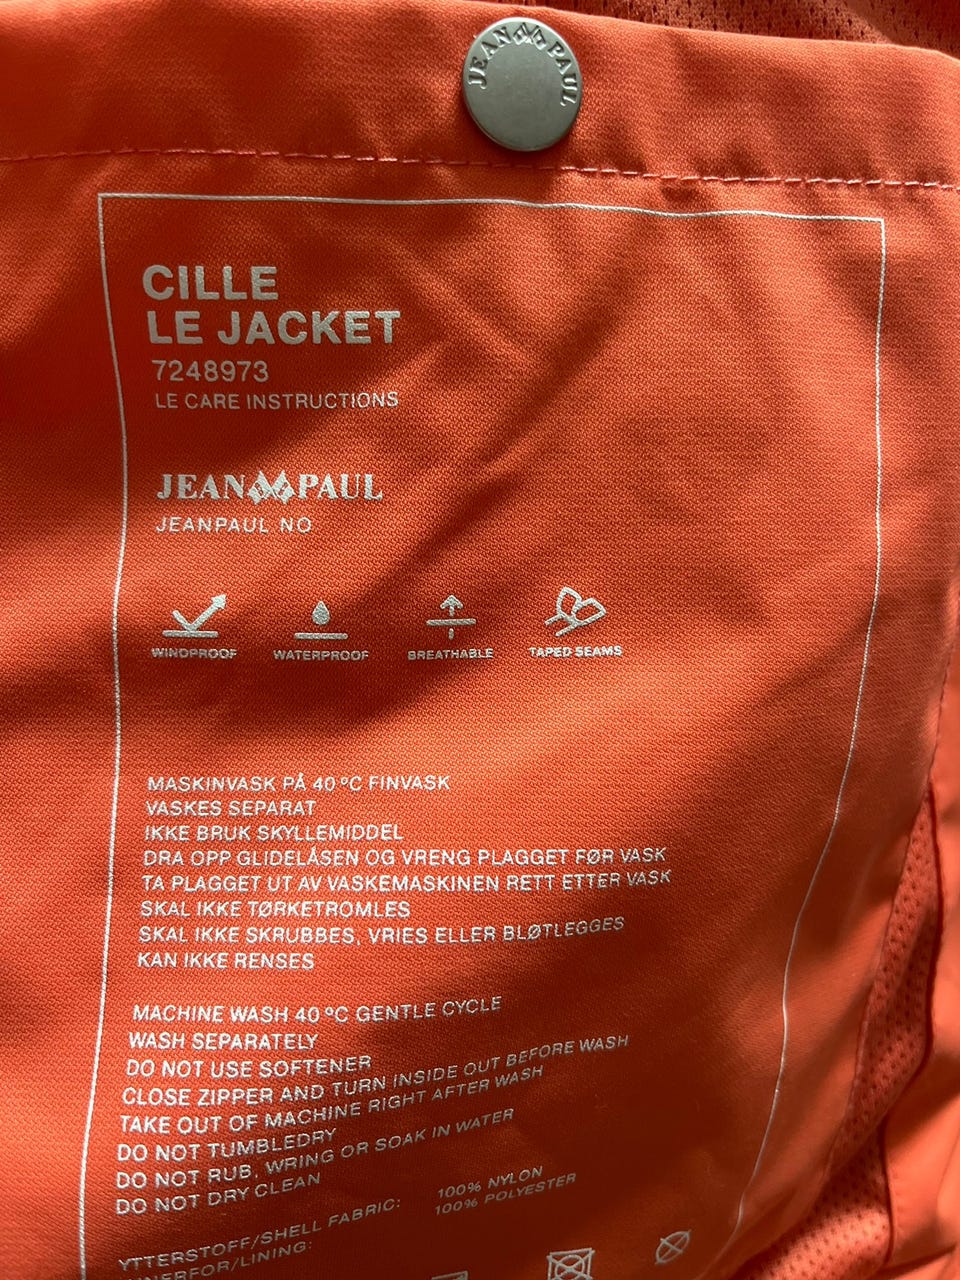 JEAN PAUL
CILLE
LE JACKET
7248973
LE CARE INSTRUCTIONS
JEAN PAUL
JEANPAUL NO
WINDPROOF WATERPROOF BREATHABLE TAPED SEAMS
MASKINVASK PÅ 40 ºC FINVASK
VASKES SEPARAT
IKKE BRUK SKYLLEMIDDEL
DRA OPP GLIDELÅSEN OG VRENG PLAGGET FØR VASK
TA PLAGGET UT AV VASKEMASKINEN RETT ETTER VASK
SKAL IKKE TØRKETROMLES
SKAL IKKE SKRUBBES, VRIES ELLER BLØTLEGGES
KAN IKKE RENSES
MACHINE WASH 40 ºC GENTLE CYCLE
WASH SEPARATELY
DO NOT USE SOFTENER
CLOSE ZIPPER AND TURN INSIDE OUT BEFORE WASH
TAKE OUT OF MACHINE RIGHT AFTER WASH
DO NOT TUMBLEDRY
DO NOT RUB, WRING OR SOAK IN WATER
DO NOT DRY CLEAN
YTTERSTOFF/SHELL FABRIC: 100% NYLON
INNERFOR/LINING: 100% POLYESTER